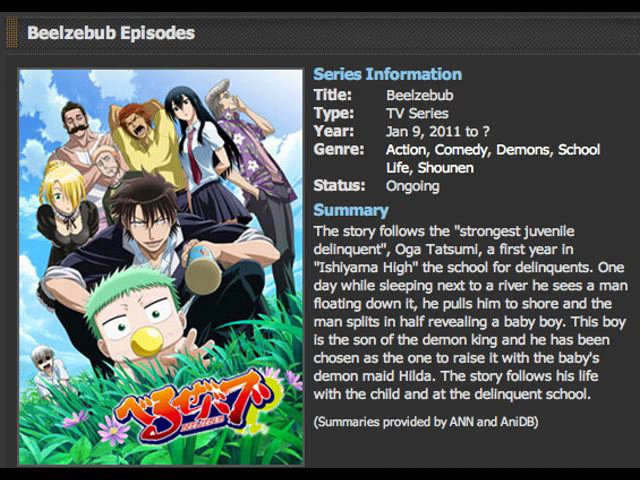 Beelzebub Episodes
Series Information
Title: Beelzebub
Type: TV Series
Year: Jan 9, 2011 to ?
Genre: Action, Comedy, Demons, School
Life, Shounen
Status: Ongoing
Summary
The story follows the "strongest juvenile
delinquent", Oga Tatsumi, a first year in
"Ishiyama High" the school for delinquents. One
day while sleeping next to a river he sees a man
floating down it, he pulls him to shore and the
man splits in half revealing a baby boy. This boy
is the son of the demon king and he has been
chosen as the one to raise it with the baby's
demon maid Hilda. The story follows his life
with the child and at the delinquent school.
(Summaries provided by ANN and AniDB)
べるぜバブ
BEELZEBUB